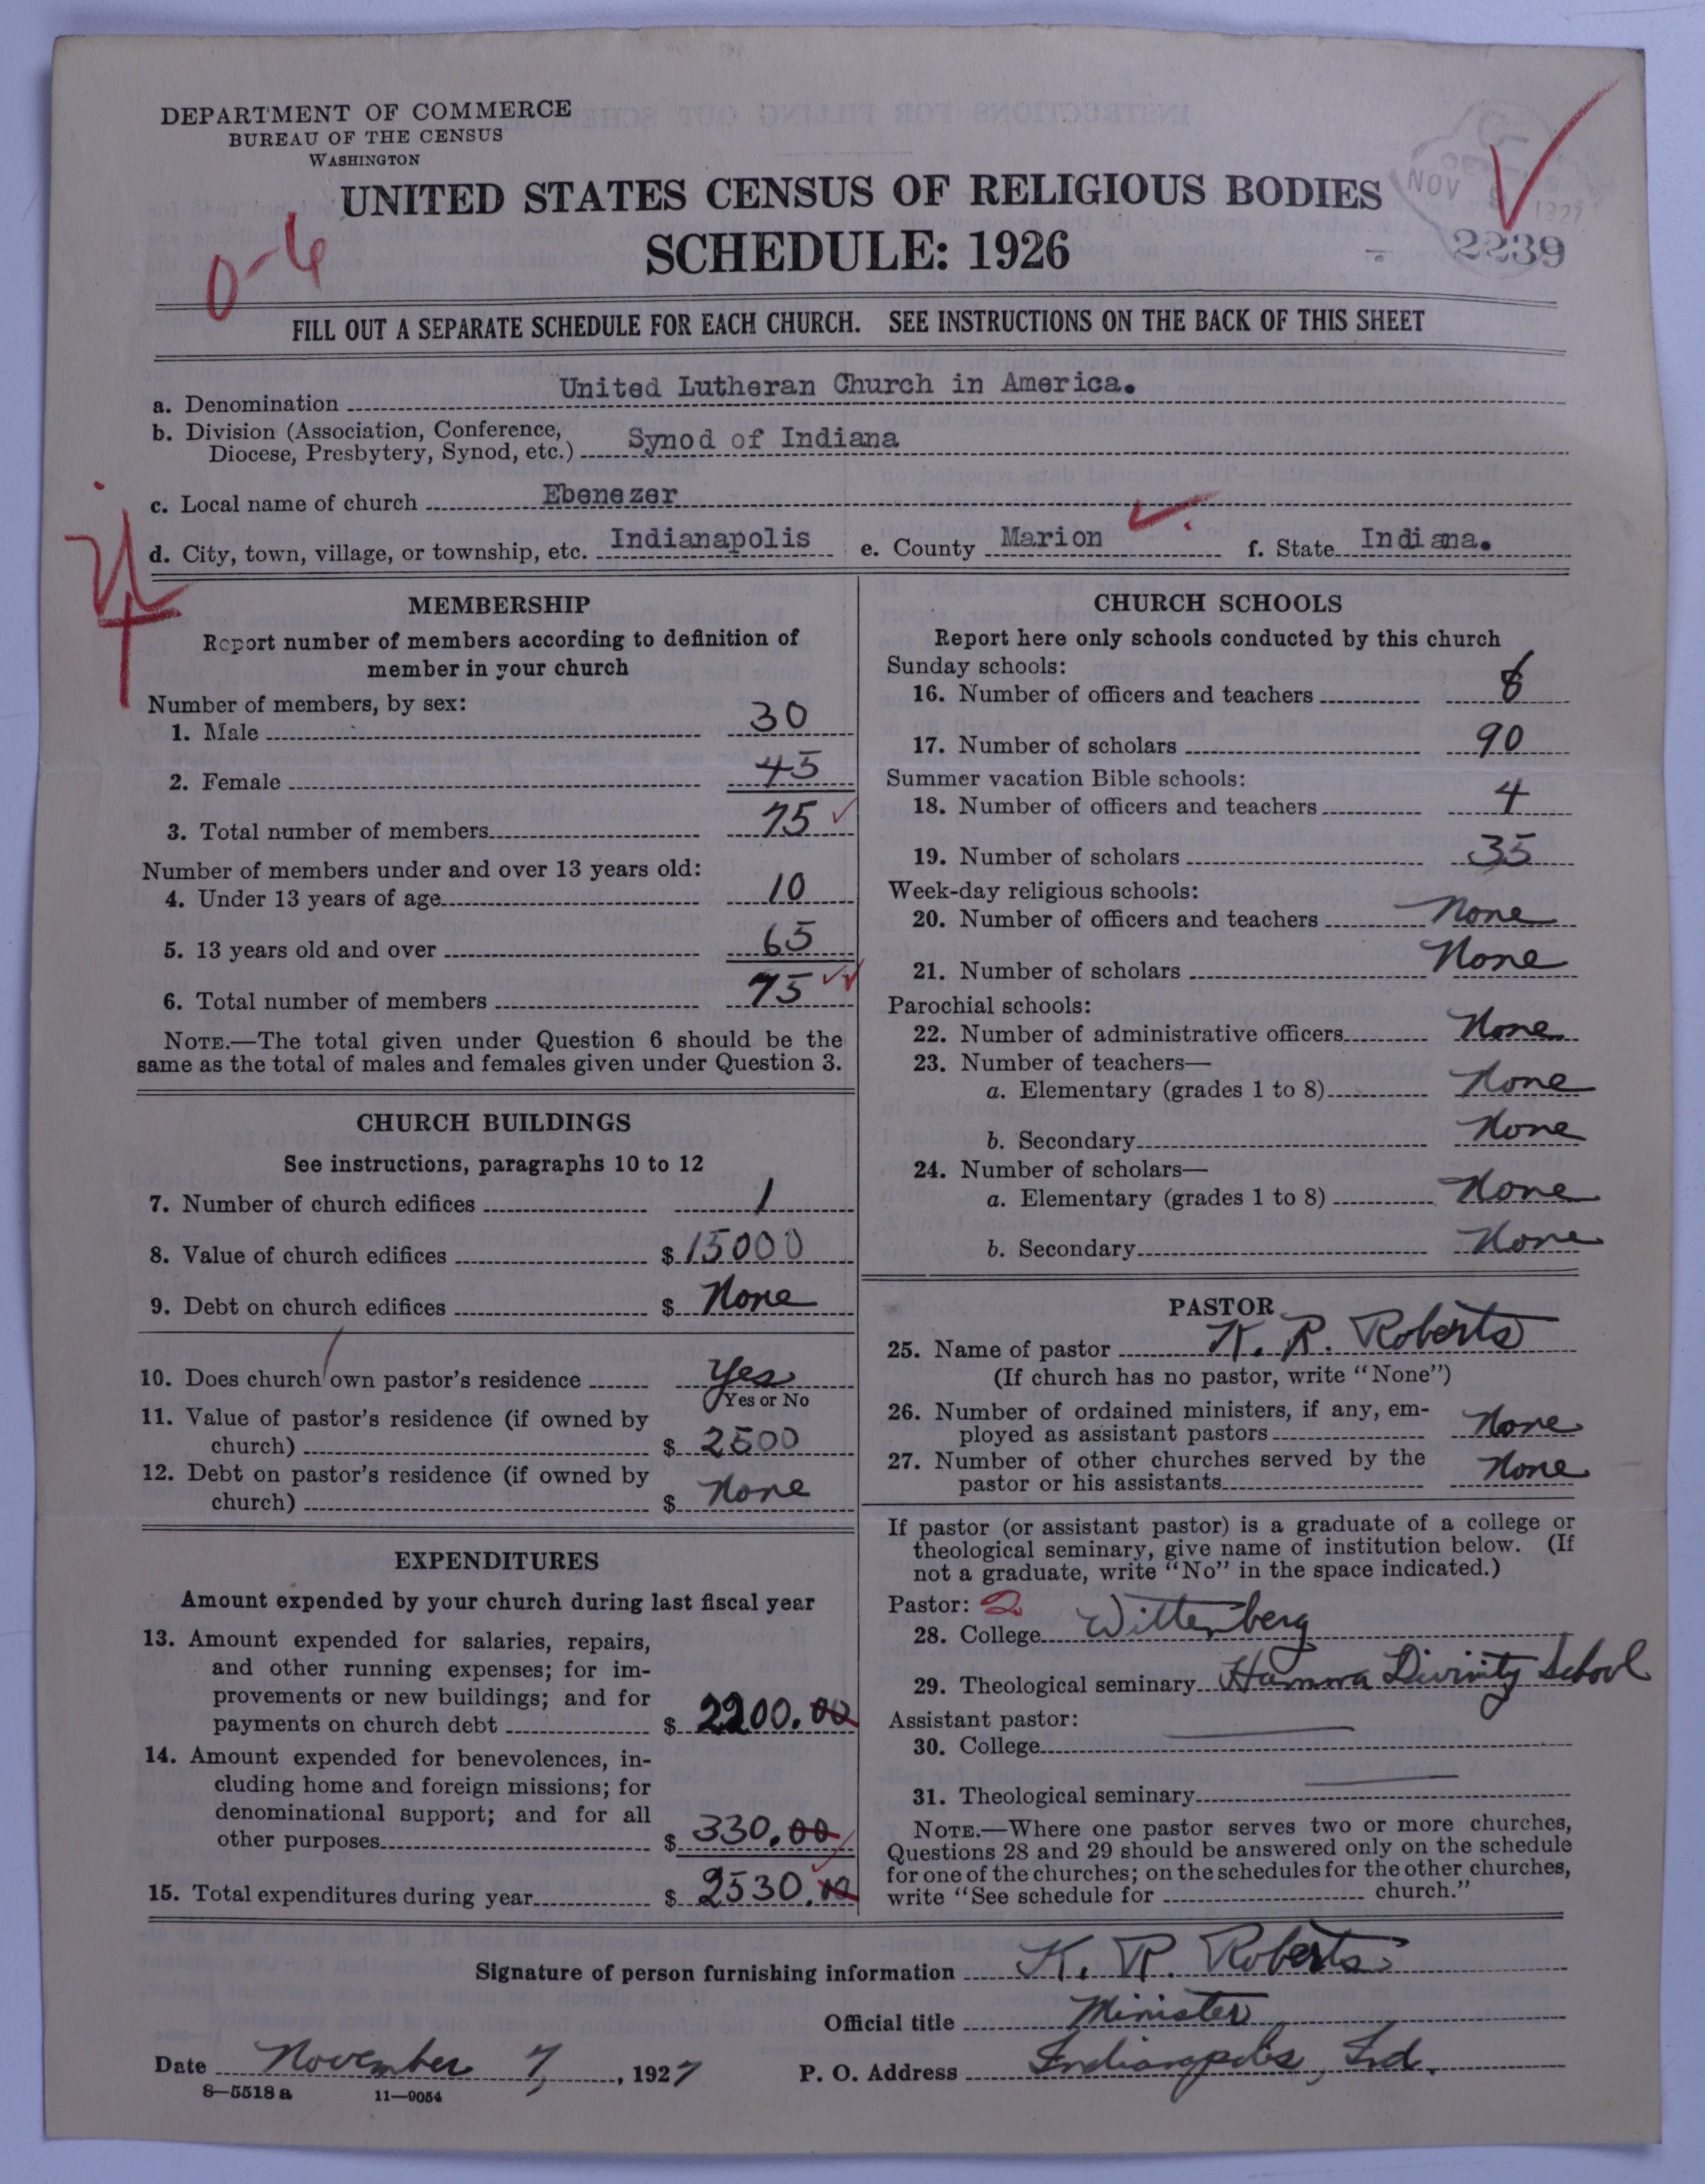 DEPARTMENT OF COMMERCE
BUREAU OF THE CENSUS
WASHINGTON
UNITED STATES CENSUS OF RELIGIOUS BODIES
SCHEDULE: 1926
NOV 1927
2239
0-4
FILL OUT A SEPARATE SCHEDULE FOR EACH CHURCH. SEE INSTRUCTIONS ON THE BACK OF THIS SHEET
a. Denomination United Lutheran Church in America.
b. Division (Association, Conference, Diocese, Presbytery, Synod, etc.) Synod of Indiana
c. Local name of church Ebenezer
d. City, town, village, or township, etc. Indianapolis e. County Marion f. State Indiana.
MEMBERSHIP
Report number of members according to definition of
member in your church
Number of members, by sex:
1. Male 30
2. Female 45
3. Total number of members 75
Number of members under and over 13 years old:
4. Under 13 years of age 10
5. 13 years old and over 65
6. Total number of members 75
NOTE.—The total given under Question 6 should be the
same as the total of males and females given under Question 3.
CHURCH BUILDINGS
See instructions, paragraphs 10 to 12
7. Number of church edifices 1
8. Value of church edifices $ 15000
9. Debt on church edifices $ None
10. Does church own pastor's residence Yes
Yes or No
11. Value of pastor's residence (if owned by
church) $ 2500
12. Debt on pastor's residence (if owned by
church) $ None
EXPENDITURES
Amount expended by your church during last fiscal year
13. Amount expended for salaries, repairs,
and other running expenses; for im-
provements or new buildings; and for
payments on church debt $ 2200.00
14. Amount expended for benevolences, in-
cluding home and foreign missions; for
denominational support; and for all
other purposes $ 330.00
15. Total expenditures during year $ 2530.00
CHURCH SCHOOLS
Report here only schools conducted by this church
Sunday schools:
16. Number of officers and teachers
17. Number of scholars 90
Summer vacation Bible schools:
18. Number of officers and teachers 4
19. Number of scholars 35
Week-day religious schools:
20. Number of officers and teachers None
21. Number of scholars None
Parochial schools:
22. Number of administrative officers None
23. Number of teachers—
a. Elementary (grades 1 to 8) None
b. Secondary None
24. Number of scholars—
a. Elementary (grades 1 to 8) None
b. Secondary None
PASTOR
25. Name of pastor K. R. Roberts
(If church has no pastor, write "None")
26. Number of ordained ministers, if any, em-
ployed as assistant pastors None
27. Number of other churches served by the
pastor or his assistants None
If pastor (or assistant pastor) is a graduate of a college or
theological seminary, give name of institution below. (If
not a graduate, write "No" in the space indicated.)
Pastor: 2
28. College Wittenberg
29. Theological seminary Hamma Divinity School
Assistant pastor:
30. College
31. Theological seminary
NOTE.—Where one pastor serves two or more churches,
Questions 28 and 29 should be answered only on the schedule
for one of the churches; on the schedules for the other churches,
write "See schedule for church."
Signature of person furnishing information K. R. Roberts
Official title Minister
Date November 7, 1927 P. O. Address Indianapolis, Ind.
8—5518 a 11—9054